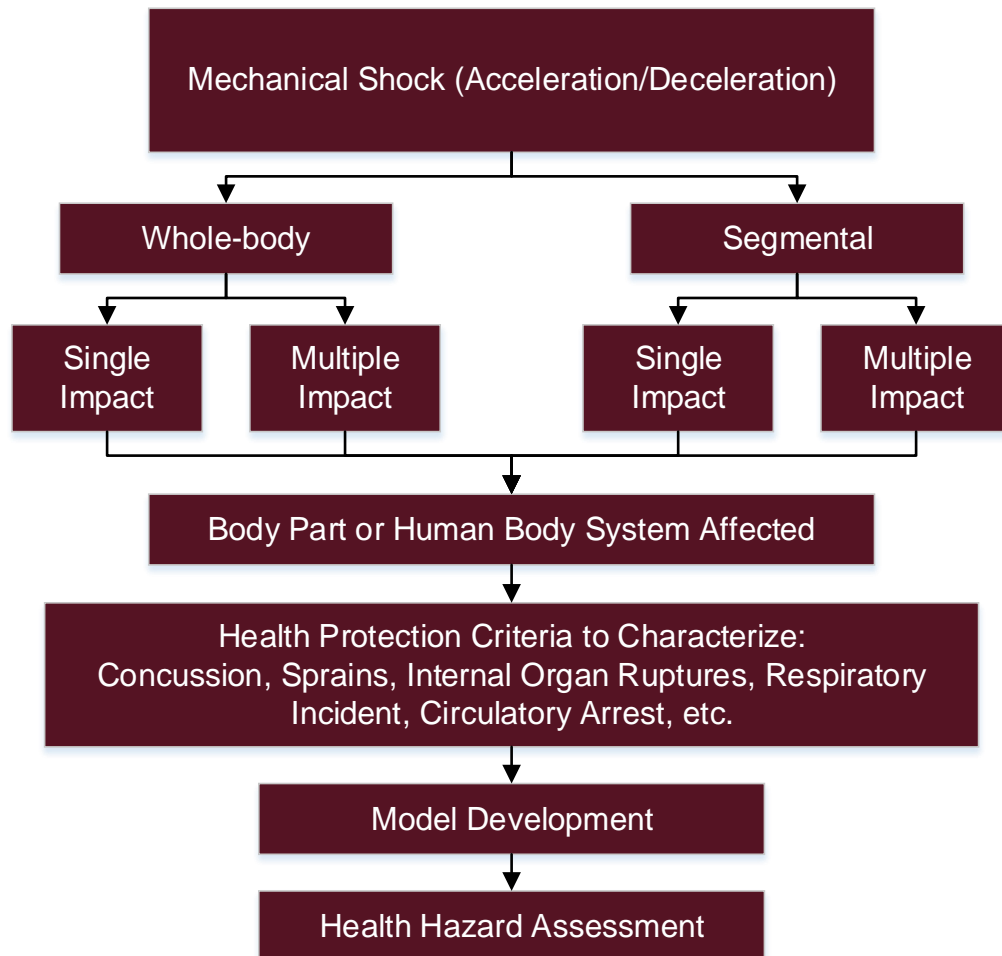 Mechanical Shock (Acceleration/Deceleration)
Whole-body
Segmental
Single
Impact
Multiple
Impact
Single
Impact
Multiple
Impact
Body Part or Human Body System Affected
Health Protection Criteria to Characterize:
Concussion, Sprains, Internal Organ Ruptures, Respiratory
Incident, Circulatory Arrest, etc.
Model Development
Health Hazard Assessment